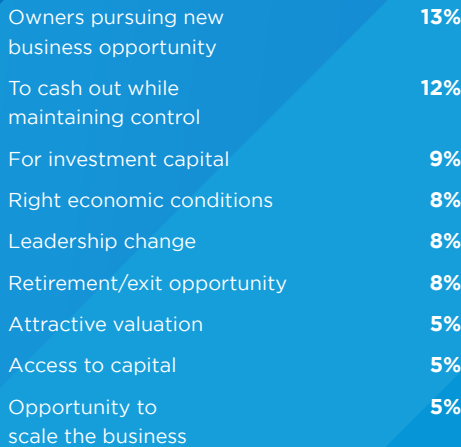 Owners pursuing new 13%
business opportunity
To cash out while 12%
maintaining control
For investment capital 9%
Right economic conditions 8%
Leadership change 8%
Retirement/exit opportunity 8%
Attractive valuation 5%
Access to capital 5%
Opportunity to 5%
scale the business